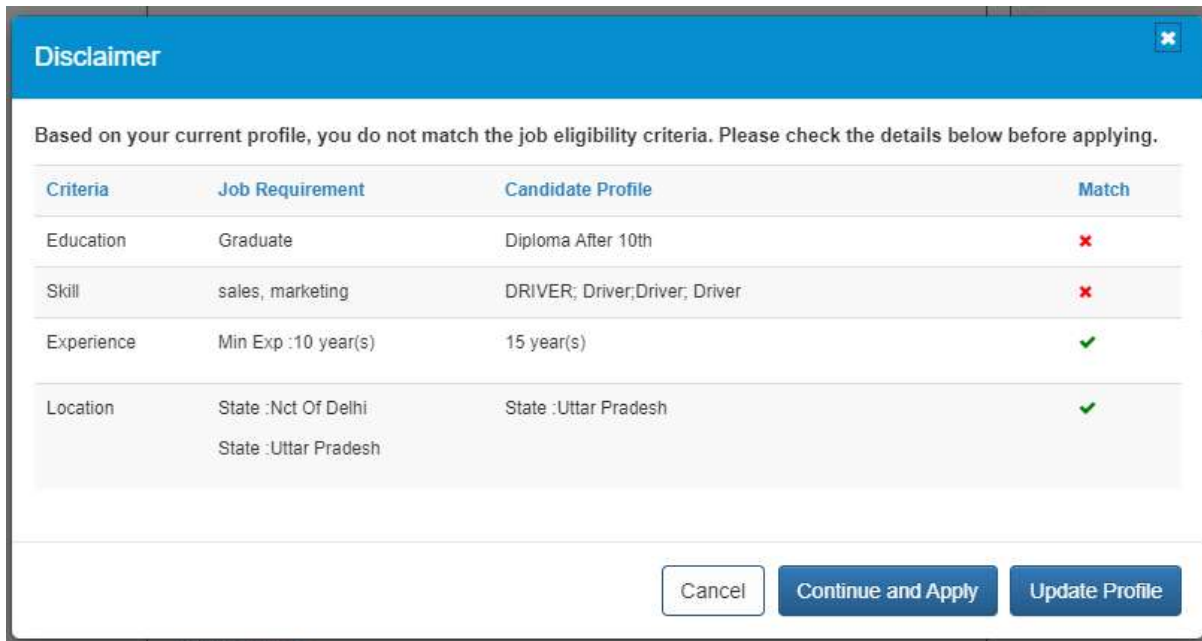 Disclaimer
Based on your current profile, you do not match the job eligibility criteria. Please check the details below before applying.
Criteria Job Requirement Candidate Profile Match
Education Graduate Diploma After 10th
Skill sales, marketing DRIVER; Driver;Driver; Driver
Experience Min Exp :10 year(s) 15 year(s)
Location State :Nct Of Delhi State :Uttar Pradesh
State :Uttar Pradesh
Cancel Continue and Apply Update Profile